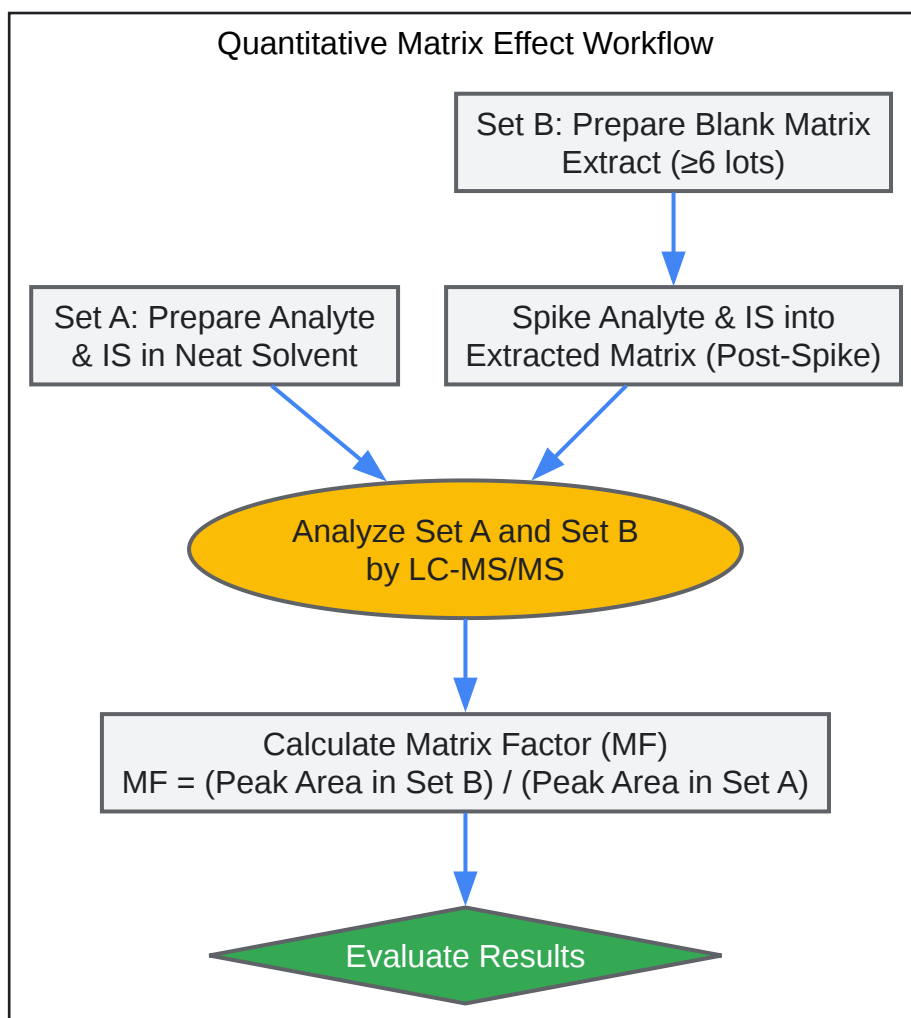 Quantitative Matrix Effect Workflow
Set B: Prepare Blank Matrix
Extract (≥6 lots)
Set A: Prepare Analyte
& IS in Neat Solvent
Spike Analyte & IS into
Extracted Matrix (Post-Spike)
Analyze Set A and Set B
by LC-MS/MS
Calculate Matrix Factor (MF)
MF = (Peak Area in Set B) / (Peak Area in Set A)
Evaluate Results